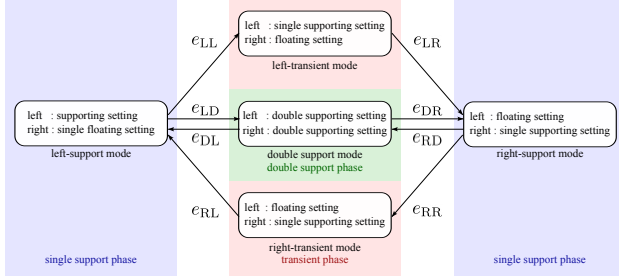 left : single supporting setting
right : floating setting
left-transient mode
e_LL
e_LR
left : supporting setting
right : single floating setting
left-support mode
e_LD
e_DL
left : double supporting setting
right : double supporting setting
double support mode
double support phase
e_DR
e_RD
left : floating setting
right : single supporting setting
right-support mode
e_RL
e_RR
left : floating setting
right : single supporting setting
right-transient mode
transient phase
single support phase
single support phase